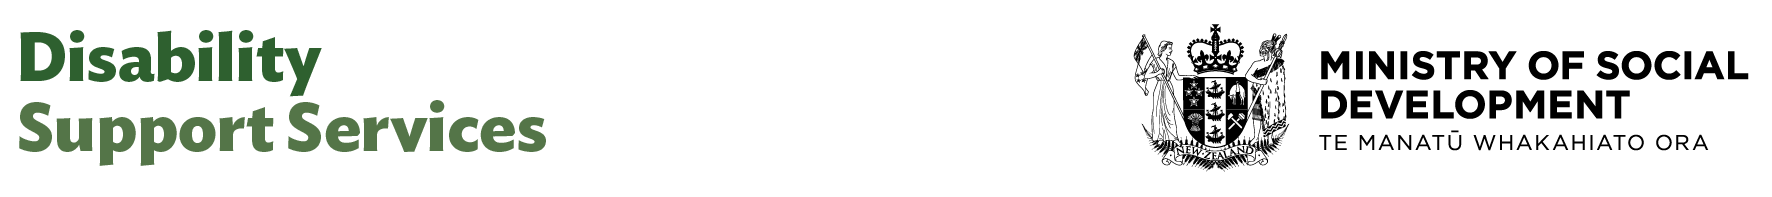 Disability
Support Services
NEW ZEALAND
MINISTRY OF SOCIAL
DEVELOPMENT
TE MANATŪ WHAKAHIATO ORA